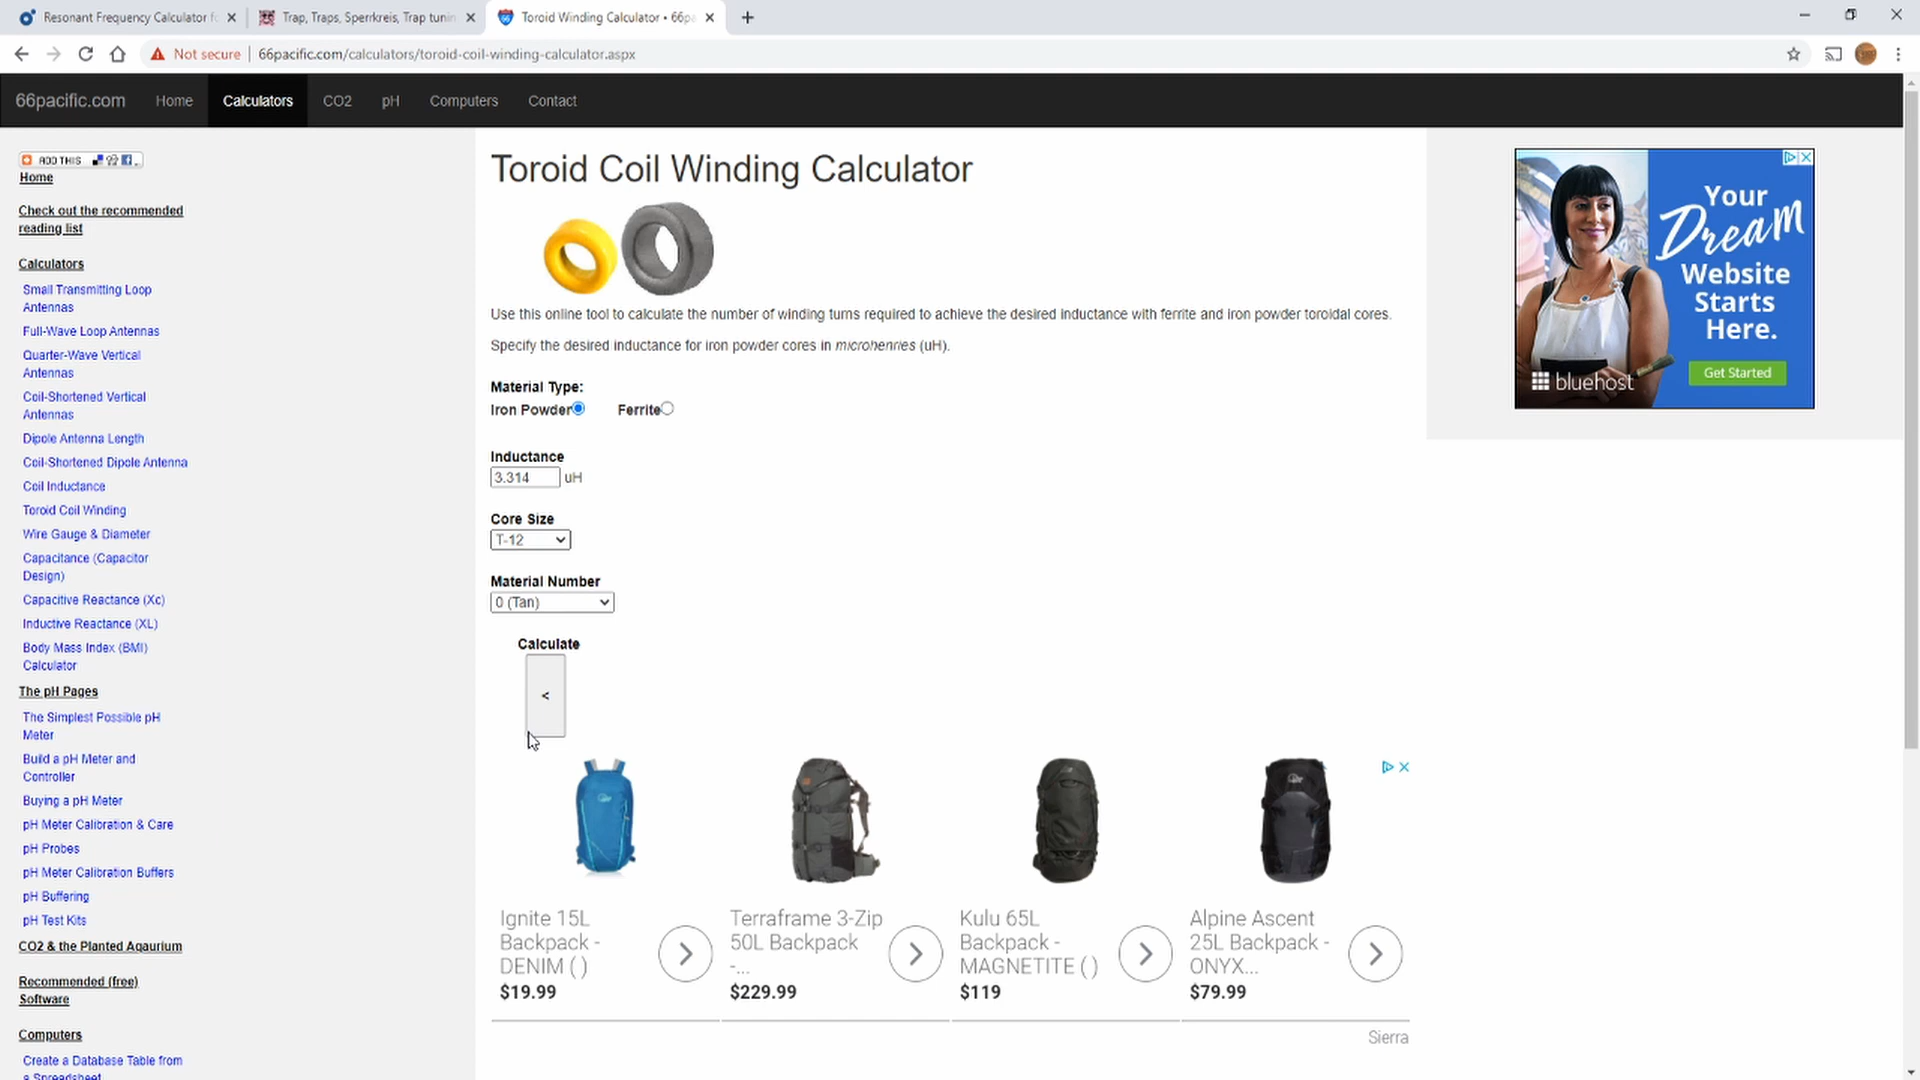 Resonant Frequency Calculator f
Trap, Traps, Sperrkreis, Trap tunin
Toroid Winding Calculator • 66pa
Not secure
66pacific.com/calculators/toroid-coil-winding-calculator.aspx
66pacific.com
Home
Calculators
CO2
pH
Computers
Contact
ADD THIS
Home
Check out the recommended
reading list
Calculators
Small Transmitting Loop
Antennas
Full-Wave Loop Antennas
Quarter-Wave Vertical
Antennas
Coil-Shortened Vertical
Antennas
Dipole Antenna Length
Coil-Shortened Dipole Antenna
Coil Inductance
Toroid Coil Winding
Wire Gauge & Diameter
Capacitance (Capacitor
Design)
Capacitive Reactance (Xc)
Inductive Reactance (XL)
Body Mass Index (BMI)
Calculator
The pH Pages
The Simplest Possible pH
Meter
Build a pH Meter and
Controller
Buying a pH Meter
pH Meter Calibration & Care
pH Probes
pH Meter Calibration Buffers
pH Buffering
pH Test Kits
CO2 & the Planted Aqaurium
Recommended (free)
Software
Computers
Create a Database Table from
a Spreadsheet
Toroid Coil Winding Calculator
Use this online tool to calculate the number of winding turns required to achieve the desired inductance with ferrite and iron powder toroidal cores.
Specify the desired inductance for iron powder cores in microhenries (uH).
Material Type:
Iron Powder
Ferrite
Inductance
3.314 uH
Core Size
T-12
Material Number
0 (Tan)
Calculate
<
Ignite 15L
Backpack -
DENIM ( )
$19.99
Terraframe 3-Zip
50L Backpack
-...
$229.99
Kulu 65L
Backpack -
MAGNETITE ( )
$119
Alpine Ascent
25L Backpack -
ONYX...
$79.99
Sierra
Your
Dream
Website
Starts
Here.
bluehost
Get Started